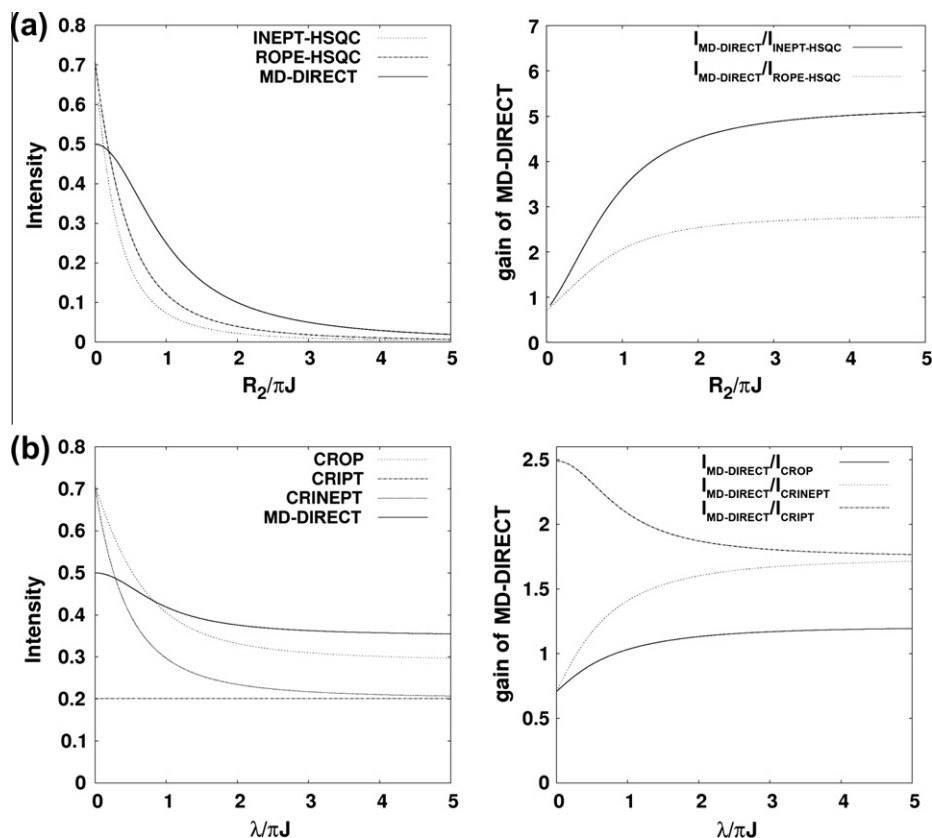 (a)
0.8
0.7
0.6
0.5
0.4
0.3
0.2
0.1
0
Intensity
INEPT-HSQC
ROPE-HSQC
MD-DIRECT
0 1 2 3 4 5
R2/πJ
7
6
5
4
3
2
1
0
gain of MD-DIRECT
IMD-DIRECT/IINEPT-HSQC
IMD-DIRECT/IROPE-HSQC
0 1 2 3 4 5
R2/πJ
(b)
0.8
0.7
0.6
0.5
0.4
0.3
0.2
0.1
0
Intensity
CROP
CRIPT
CRINEPT
MD-DIRECT
0 1 2 3 4 5
λ/πJ
2.5
2
1.5
1
0.5
0
gain of MD-DIRECT
IMD-DIRECT/ICROP
IMD-DIRECT/ICRINEPT
IMD-DIRECT/ICRIPT
0 1 2 3 4 5
λ/πJ